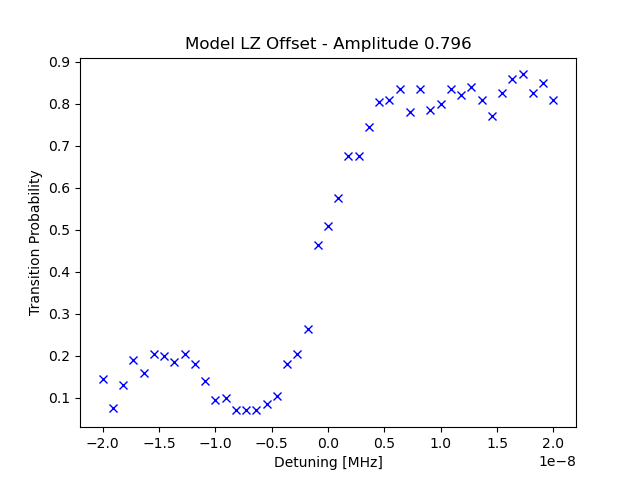 Model LZ Offset - Amplitude 0.796
Transition Probability
0.9
0.8
0.7
0.6
0.5
0.4
0.3
0.2
0.1
−2.0 −1.5 −1.0 −0.5 0.0 0.5 1.0 1.5 2.0
1e−8
Detuning [MHz]